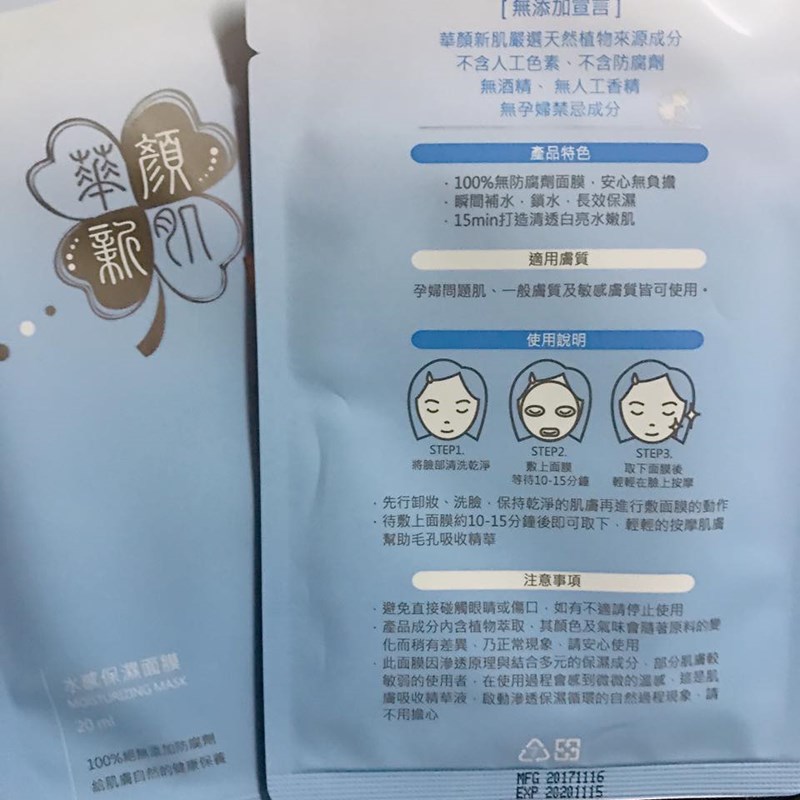 華顏
新肌
水感保濕面膜
MOISTURIZING MASK
20 ml
100%絕無添加防腐劑
給肌膚自然的健康保養
[ 無添加宣言 ]
華顏新肌嚴選天然植物來源成分
不含人工色素、不含防腐劑
無酒精、無人工香精
無孕婦禁忌成分
產品特色
·100%無防腐劑面膜·安心無負擔
·瞬間補水·鎖水·長效保濕
·15min打造清透白亮水嫩肌
適用膚質
孕婦問題肌、一般膚質及敏感膚質皆可使用。
使用說明
STEP1. STEP2. STEP3.
將臉部清洗乾淨 敷上面膜 取下面膜後
等待10-15分鐘 輕輕在臉上按摩
·先行卸妝、洗臉·保持乾淨的肌膚再進行敷面膜的動作
·待敷上面膜約10-15分鐘後即可取下·輕輕的按摩肌膚
幫助毛孔吸收精華
注意事項
·避免直接碰觸眼睛或傷口·如有不適請停止使用
·產品成分內含植物萃取·其顏色及氣味會隨著原料的變
化而稍有差異·乃正常現象·請安心使用
·此面膜因滲透原理與結合多元的保濕成分·部分肌膚較
敏弱的使用者·在使用過程會感到微微的溫感·這是肌
膚吸收精華液·啟動滲透保濕循環的自然過程現象·請
不用擔心
MFG 20171116
EXP 20201115